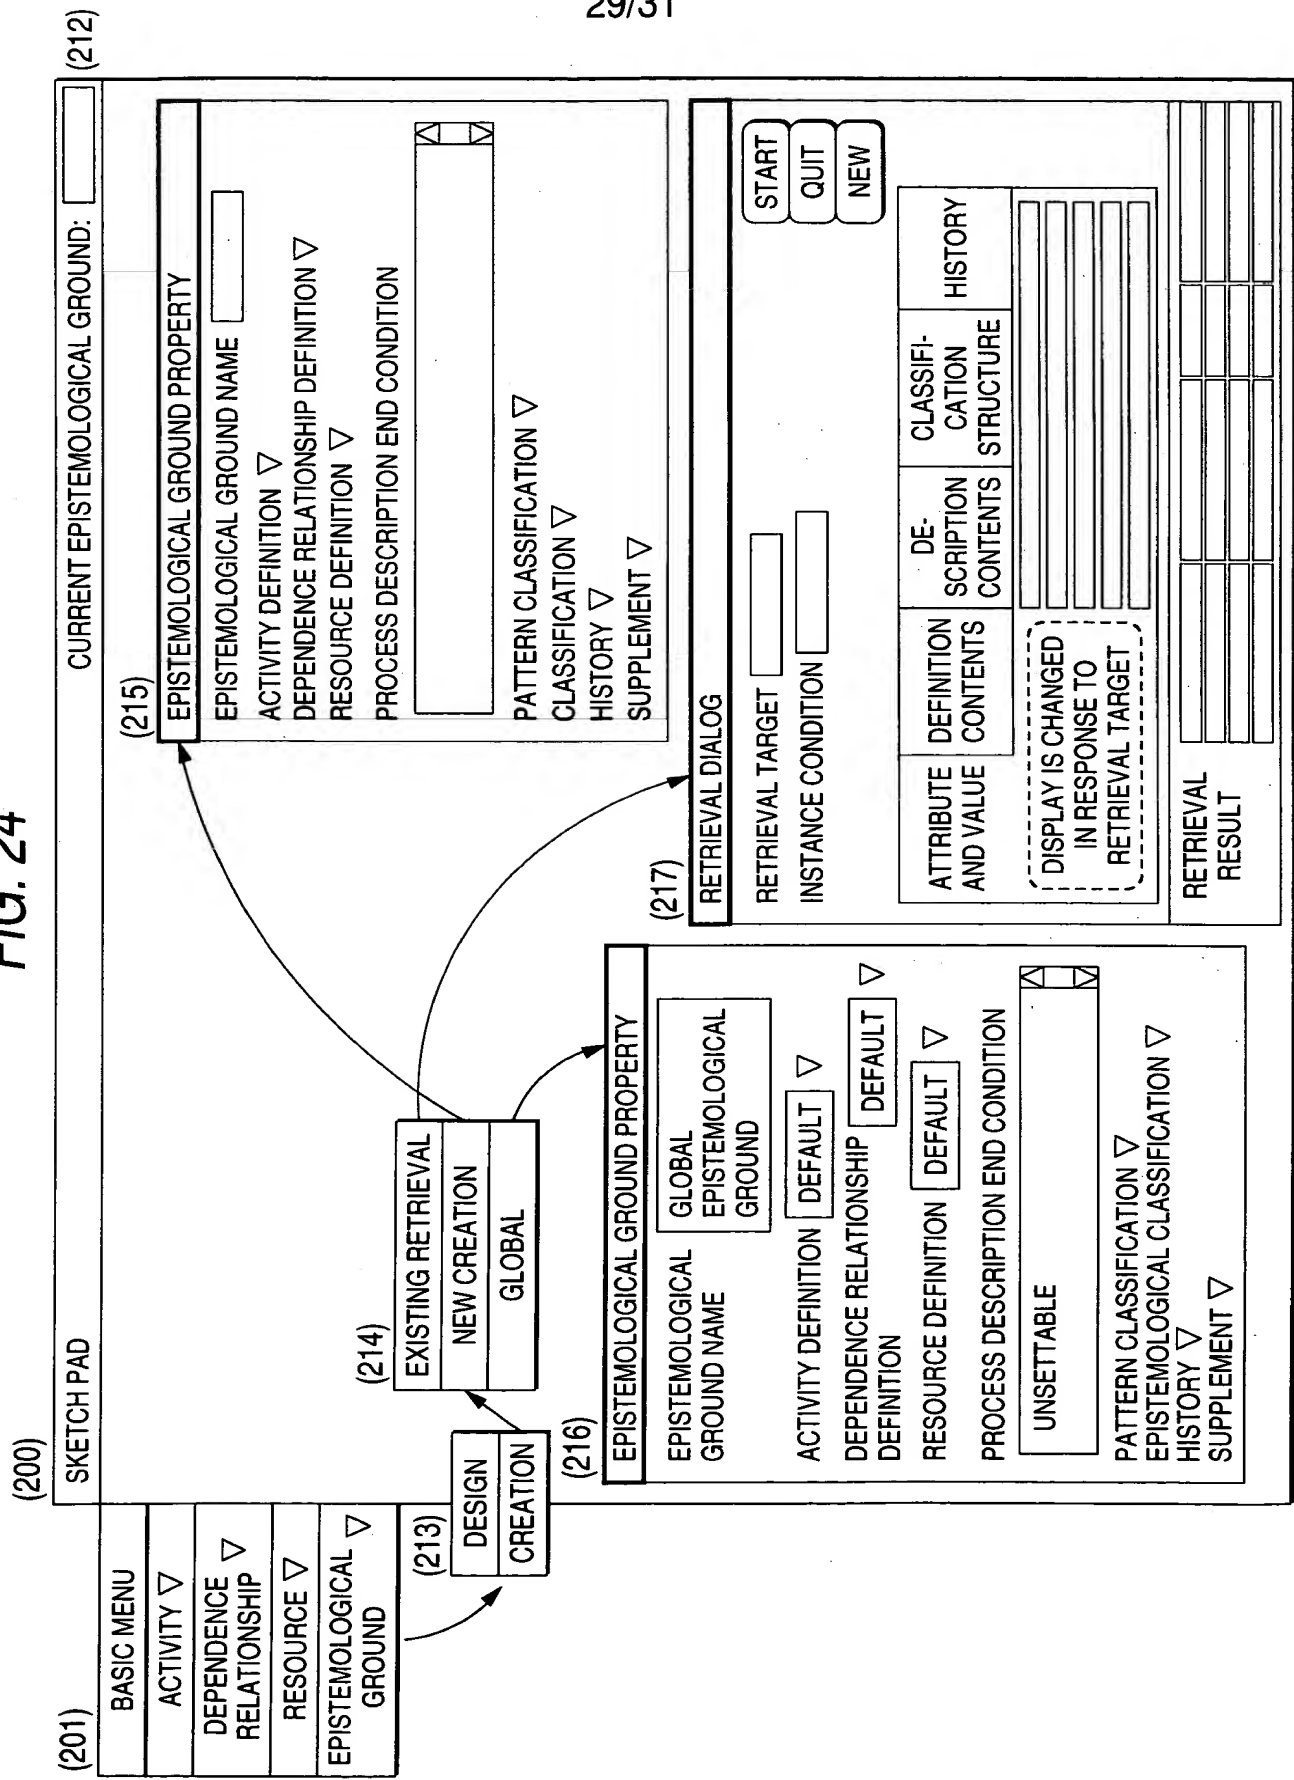 29/31
FIG. 24
(200)
SKETCH PAD
CURRENT EPISTEMOLOGICAL GROUND:
(212)
(201)
BASIC MENU
ACTIVITY ▽
DEPENDENCE
RELATIONSHIP ▽
RESOURCE ▽
EPISTEMOLOGICAL
GROUND ▽
(213)
DESIGN
CREATION
(214)
EXISTING RETRIEVAL
NEW CREATION
GLOBAL
(215)
EPISTEMOLOGICAL GROUND PROPERTY
EPISTEMOLOGICAL GROUND NAME
ACTIVITY DEFINITION ▽
DEPENDENCE RELATIONSHIP DEFINITION ▽
RESOURCE DEFINITION ▽
PROCESS DESCRIPTION END CONDITION
PATTERN CLASSIFICATION ▽
CLASSIFICATION ▽
HISTORY ▽
SUPPLEMENT ▽
(216)
EPISTEMOLOGICAL GROUND PROPERTY
EPISTEMOLOGICAL
GROUND NAME
GLOBAL
EPISTEMOLOGICAL
GROUND
ACTIVITY DEFINITION DEFAULT ▽
DEPENDENCE RELATIONSHIP
DEFINITION
DEFAULT ▽
RESOURCE DEFINITION DEFAULT ▽
PROCESS DESCRIPTION END CONDITION
UNSETTABLE
PATTERN CLASSIFICATION ▽
EPISTEMOLOGICAL CLASSIFICATION ▽
HISTORY ▽
SUPPLEMENT ▽
(217)
RETRIEVAL DIALOG
RETRIEVAL TARGET
INSTANCE CONDITION
START
QUIT
NEW
ATTRIBUTE
AND VALUE
DEFINITION
CONTENTS
DE-
SCRIPTION
CONTENTS
CLASSIFI-
CATION
STRUCTURE
HISTORY
DISPLAY IS CHANGED
IN RESPONSE TO
RETRIEVAL TARGET
RETRIEVAL
RESULT